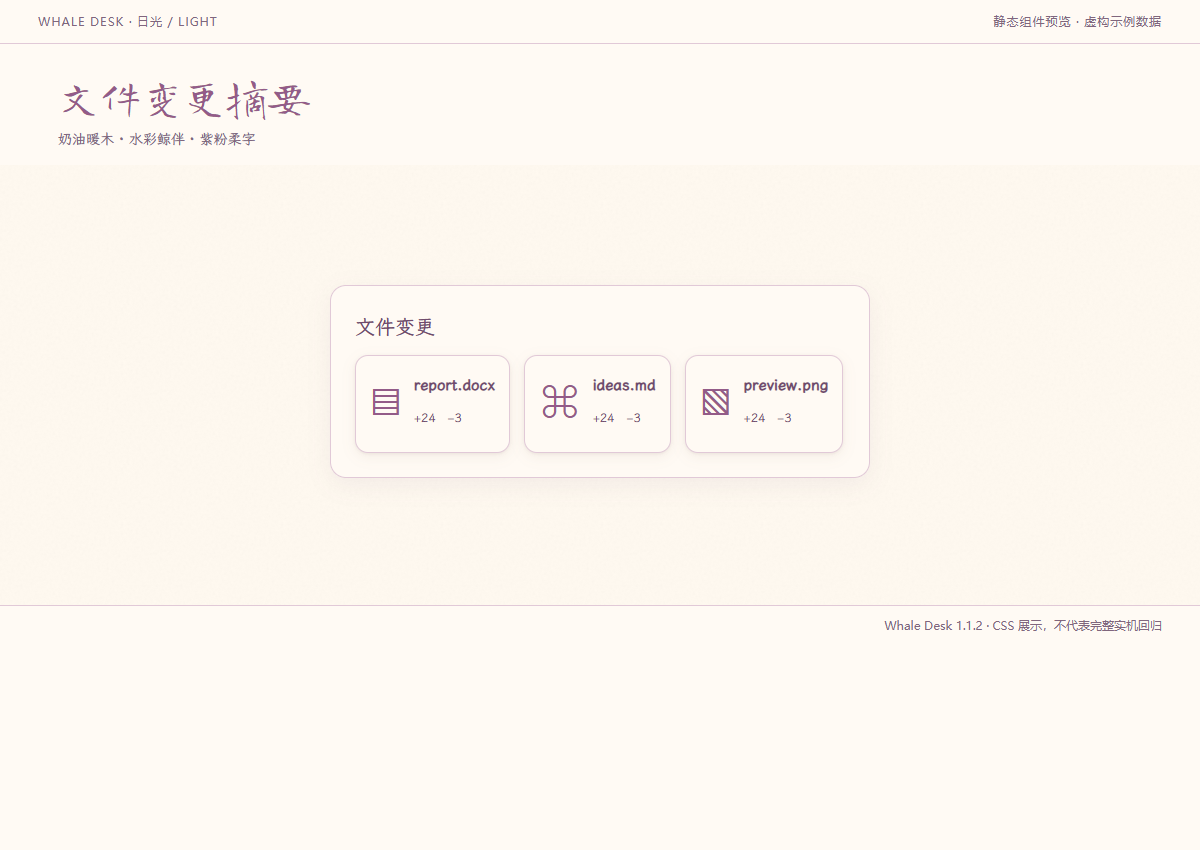 WHALE DESK · 日光 / LIGHT
静态组件预览 · 虚构示例数据
文件变更摘要
奶油暖木 · 水彩鲸伴 · 紫粉柔字
文件变更
report.docx
+24 −3
ideas.md
+24 −3
preview.png
+24 −3
Whale Desk 1.1.2 · CSS 展示，不代表完整实机回归